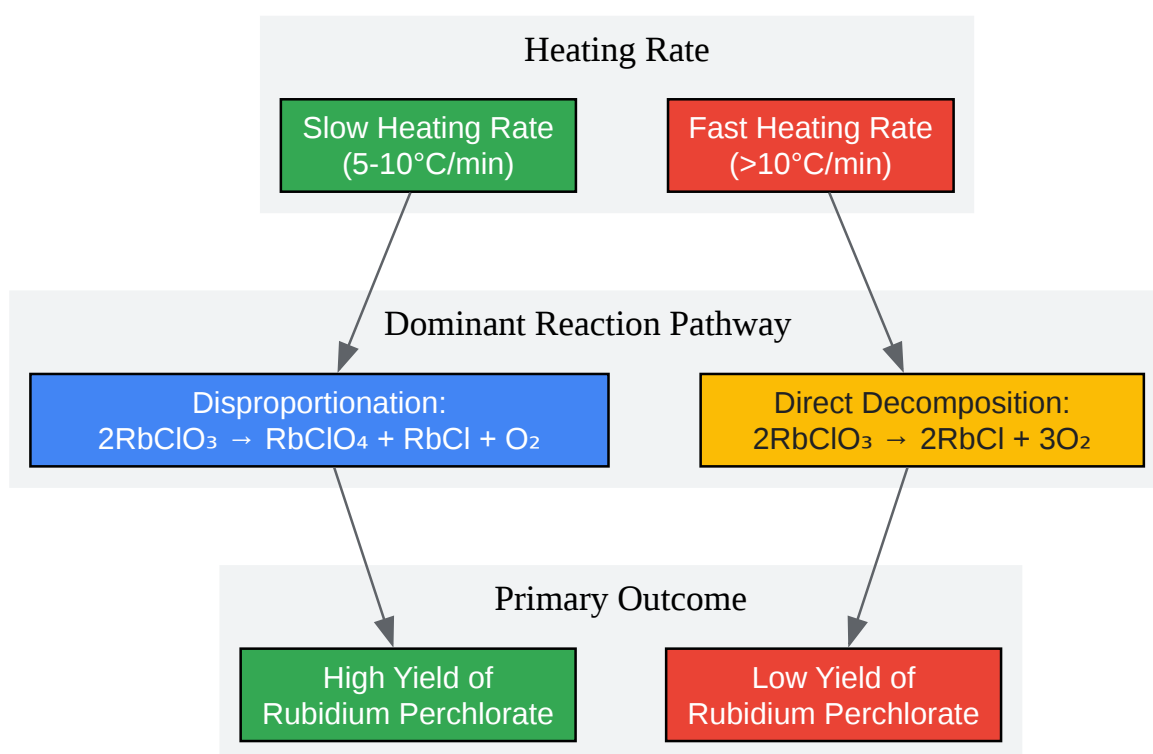 Heating Rate
Slow Heating Rate
(5-10°C/min)
Fast Heating Rate
(>10°C/min)
Dominant Reaction Pathway
Disproportionation:
2RbClO₃ → RbClO₄ + RbCl + O₂
Direct Decomposition:
2RbClO₃ → 2RbCl + 3O₂
Primary Outcome
High Yield of
Rubidium Perchlorate
Low Yield of
Rubidium Perchlorate